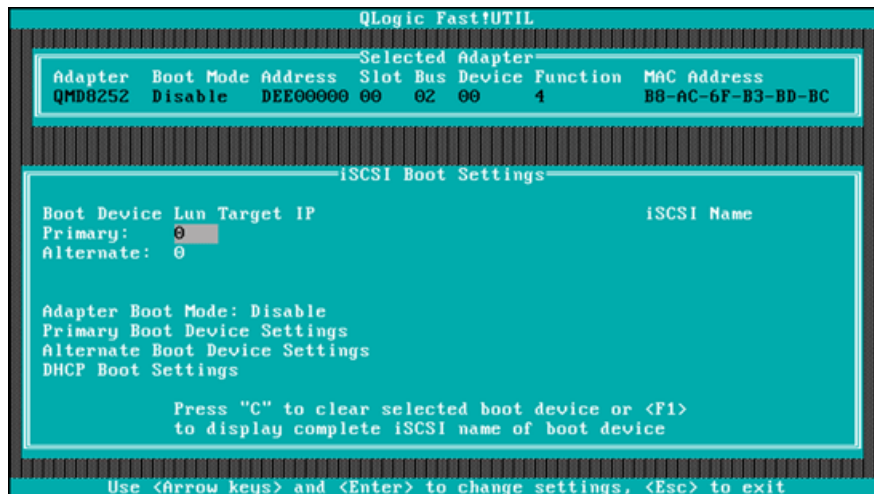 QLogic Fast!UTIL
Selected Adapter
Adapter Boot Mode Address Slot Bus Device Function MAC Address
QMD8252 Disable DEE00000 00 02 00 4 B8-AC-6F-B3-BD-BC
iSCSI Boot Settings
Boot Device Lun Target IP iSCSI Name
Primary: 0
Alternate: 0
Adapter Boot Mode: Disable
Primary Boot Device Settings
Alternate Boot Device Settings
DHCP Boot Settings
Press "C" to clear selected boot device or <F1>
to display complete iSCSI name of boot device
Use <Arrow keys> and <Enter> to change settings, <Esc> to exit